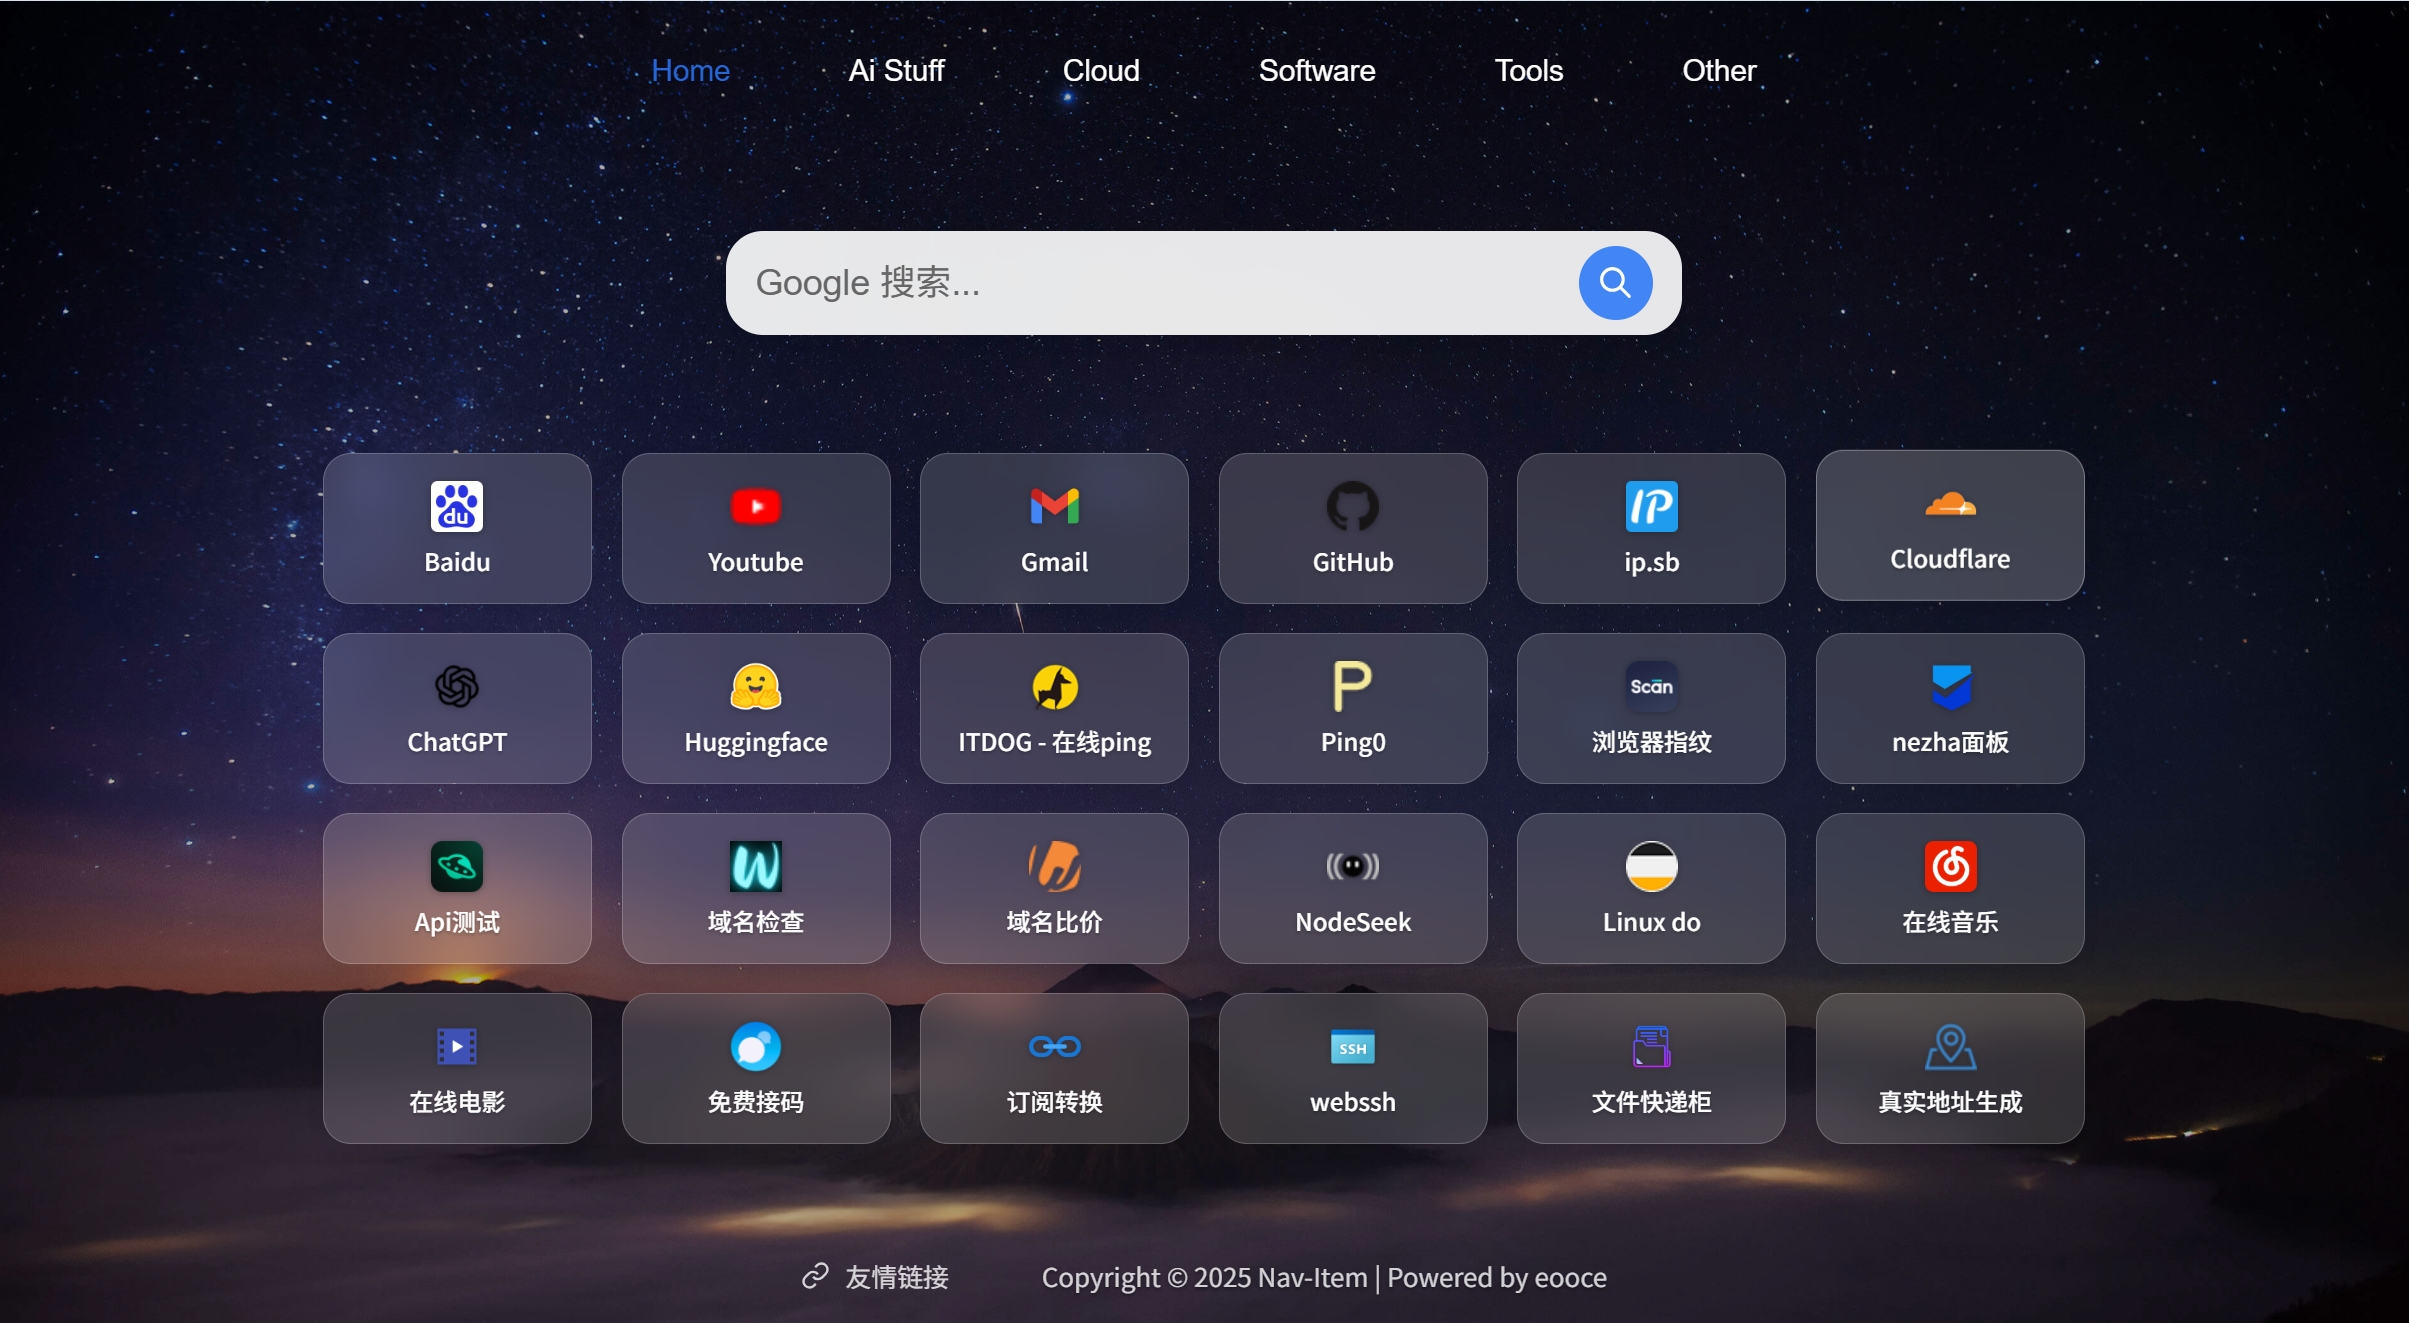 Home Ai Stuff Cloud Software Tools Other
Google 搜索...
du
IP
Baidu Youtube Gmail GitHub ip.sb Cloudflare
P
Scan
ChatGPT Huggingface ITDOG - 在线ping Ping0 浏览器指纹 nezha面板
W
Api测试 域名检查 域名比价 NodeSeek Linux do 在线音乐
SSH
在线电影 免费接码 订阅转换 webssh 文件快递柜 真实地址生成
友情链接 Copyright © 2025 Nav-Item | Powered by eooce